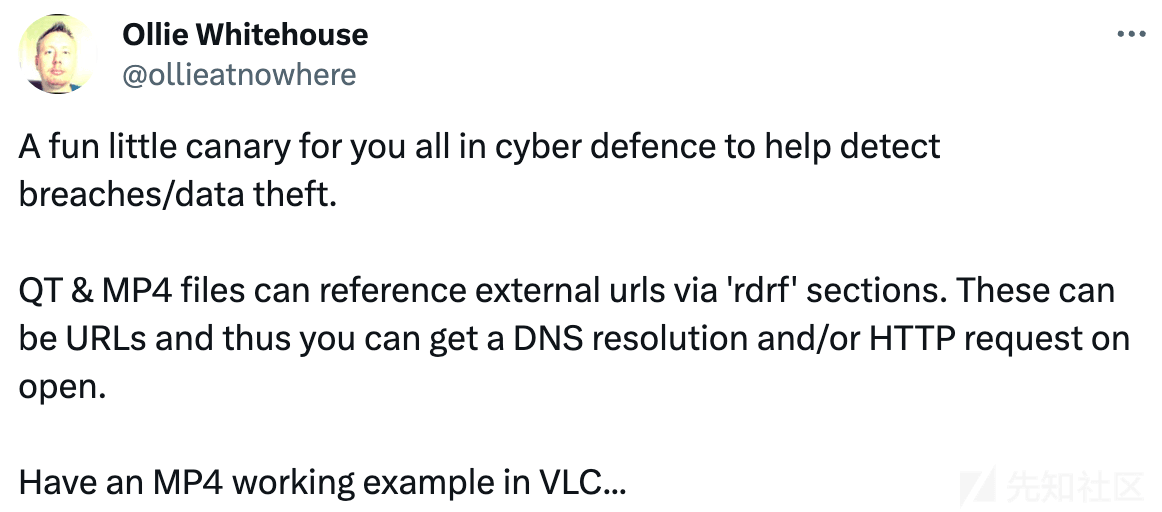 Ollie Whitehouse
@ollieatnowhere
A fun little canary for you all in cyber defence to help detect
breaches/data theft.
QT & MP4 files can reference external urls via 'rdrf' sections. These can
be URLs and thus you can get a DNS resolution and/or HTTP request on
open.
Have an MP4 working example in VLC...
先知社区